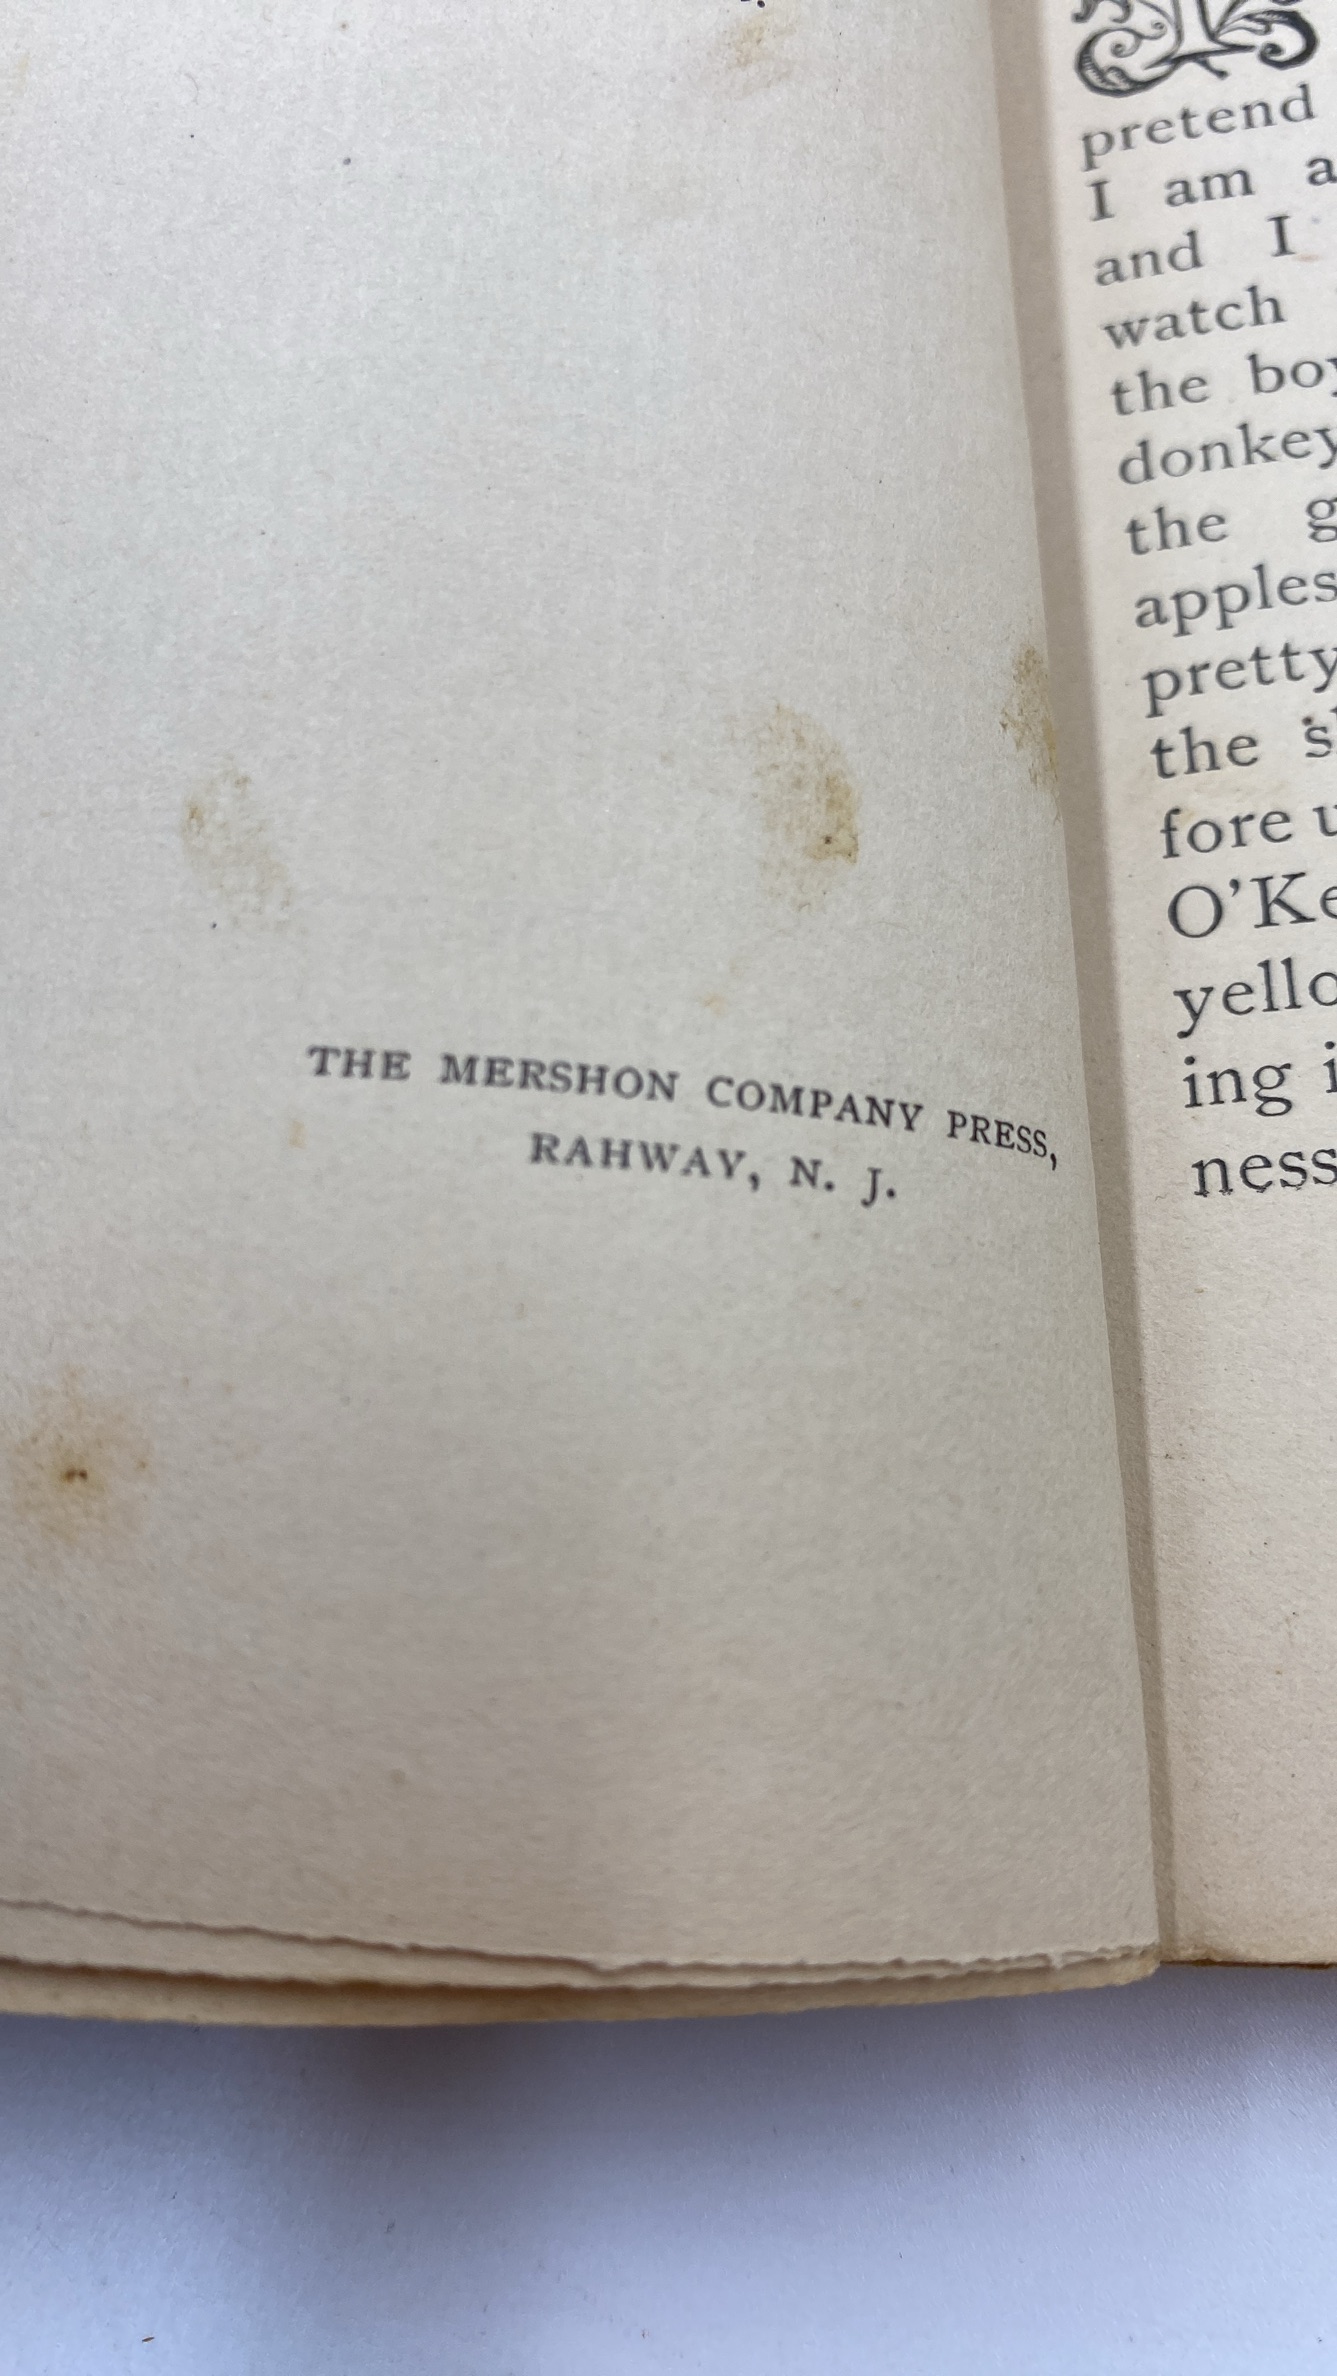 THE MERSHON COMPANY PRESS,
RAHWAY, N. J.
pretend
I am a
and I
watch
the
donkey
the
apples
pretty
the
fore
O'Ke
yello
ing
ness